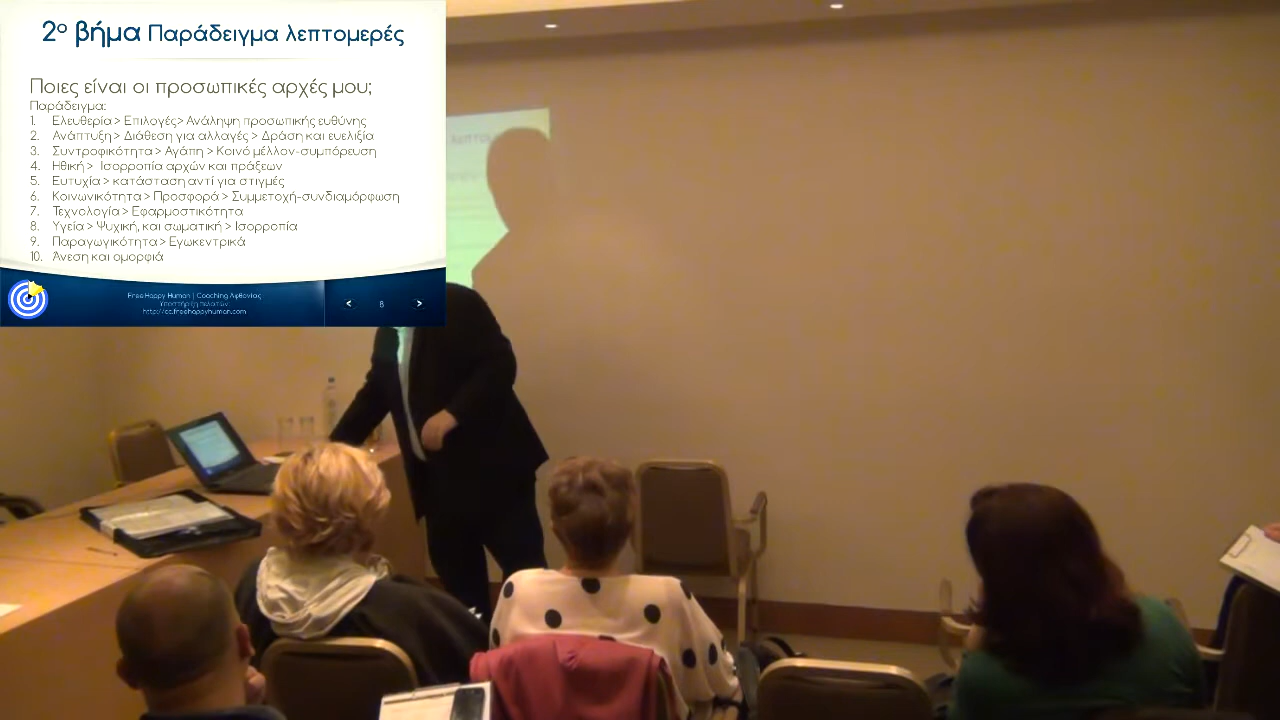 2ο βήμα Παράδειγμα λεπτομερές
Ποιες είναι οι προσωπικές αρχές μου;
Παράδειγμα:
1. Ελευθερία > Επιλογές > Ανάληψη προσωπικής ευθύνης
2. Ανάπτυξη > Διάθεση για αλλαγές > Δράση και ευελιξία
3. Συντροφικότητα > Αγάπη > Κοινό μέλλον-συμπόρευση
4. Ηθική > Ισορροπία αρχών και πράξεων
5. Ευτυχία > κατάσταση αντί για στιγμές
6. Κοινωνικότητα > Προσφορά > Συμμετοχή-συνδιαμόρφωση
7. Τεχνολογία > Εφαρμοστικότητα
8. Υγεία > Ψυχική, και σωματική > Ισορροπία
9. Παραγωγικότητα > Εγωκεντρικά
10. Άνεση και ομορφιά
Free Happy Human | Coaching Αφθονίας
Υποστήριξη πελατών:
http://cc.freehappyhuman.com
< 8 >